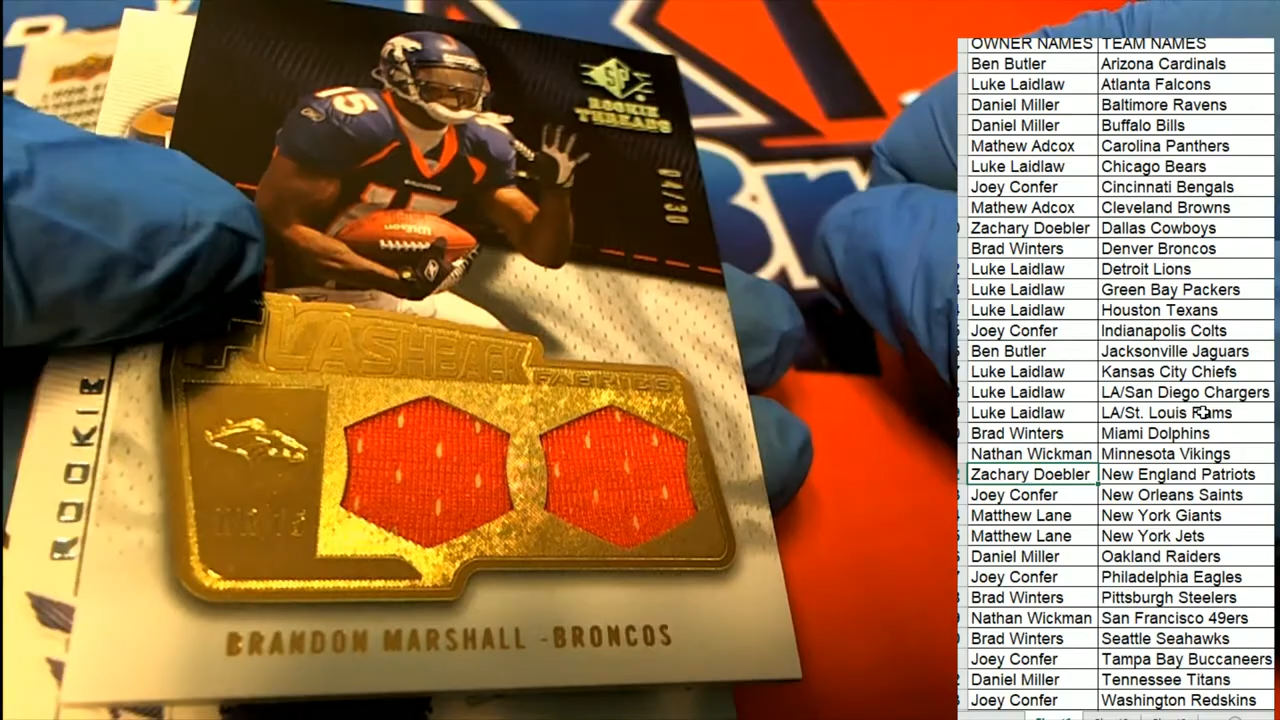 SP
ROOKIE
THREADS
04/30
15
15
Wilson
FLASHBACK
FABRICS
ROOKIE
BRANDON MARSHALL - BRONCOS
OWNER NAMES TEAM NAMES
Ben Butler Arizona Cardinals
Luke Laidlaw Atlanta Falcons
Daniel Miller Baltimore Ravens
Daniel Miller Buffalo Bills
Mathew Adcox Carolina Panthers
Luke Laidlaw Chicago Bears
Joey Confer Cincinnati Bengals
Mathew Adcox Cleveland Browns
Zachary Doebler Dallas Cowboys
Brad Winters Denver Broncos
Luke Laidlaw Detroit Lions
Luke Laidlaw Green Bay Packers
Luke Laidlaw Houston Texans
Joey Confer Indianapolis Colts
Ben Butler Jacksonville Jaguars
Luke Laidlaw Kansas City Chiefs
Luke Laidlaw LA/San Diego Chargers
Luke Laidlaw LA/St. Louis Rams
Brad Winters Miami Dolphins
Nathan Wickman Minnesota Vikings
Zachary Doebler New England Patriots
Joey Confer New Orleans Saints
Matthew Lane New York Giants
Matthew Lane New York Jets
Daniel Miller Oakland Raiders
Joey Confer Philadelphia Eagles
Brad Winters Pittsburgh Steelers
Nathan Wickman San Francisco 49ers
Brad Winters Seattle Seahawks
Joey Confer Tampa Bay Buccaneers
Daniel Miller Tennessee Titans
Joey Confer Washington Redskins